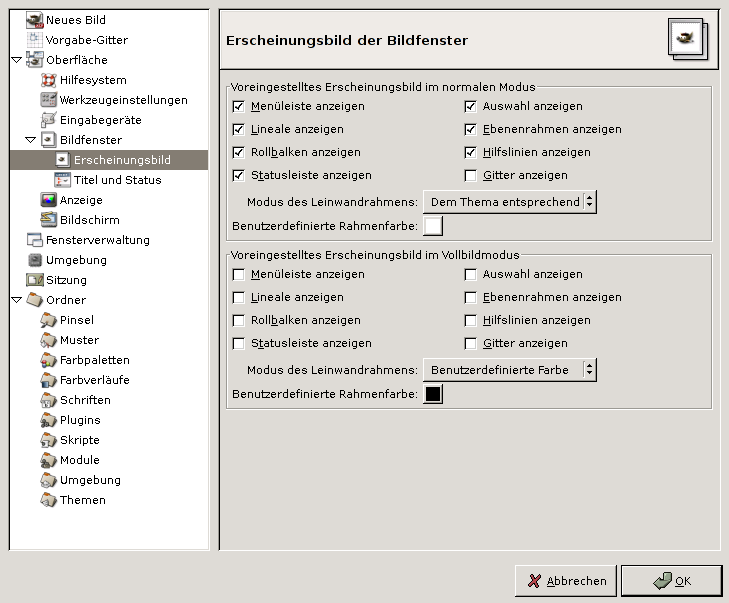 Neues Bild
Vorgabe-Gitter
Oberfläche
Hilfesystem
Werkzeugeinstellungen
Eingabegeräte
Bildfenster
Erscheinungsbild
Titel und Status
Anzeige
Bildschirm
Fensterverwaltung
Umgebung
Sitzung
Ordner
Pinsel
Muster
Farbpaletten
Farbverläufe
Schriften
Plugins
Skripte
Module
Umgebung
Themen
Erscheinungsbild der Bildfenster
Voreingestelltes Erscheinungsbild im normalen Modus
Menüleiste anzeigen
Auswahl anzeigen
Lineale anzeigen
Ebenenrahmen anzeigen
Rollbalken anzeigen
Hilfslinien anzeigen
Statusleiste anzeigen
Gitter anzeigen
Modus des Leinwandrahmens: Dem Thema entsprechend
Benutzerdefinierte Rahmenfarbe:
Voreingestelltes Erscheinungsbild im Vollbildmodus
Menüleiste anzeigen
Auswahl anzeigen
Lineale anzeigen
Ebenenrahmen anzeigen
Rollbalken anzeigen
Hilfslinien anzeigen
Statusleiste anzeigen
Gitter anzeigen
Modus des Leinwandrahmens: Benutzerdefinierte Farbe
Benutzerdefinierte Rahmenfarbe:
Abbrechen
OK